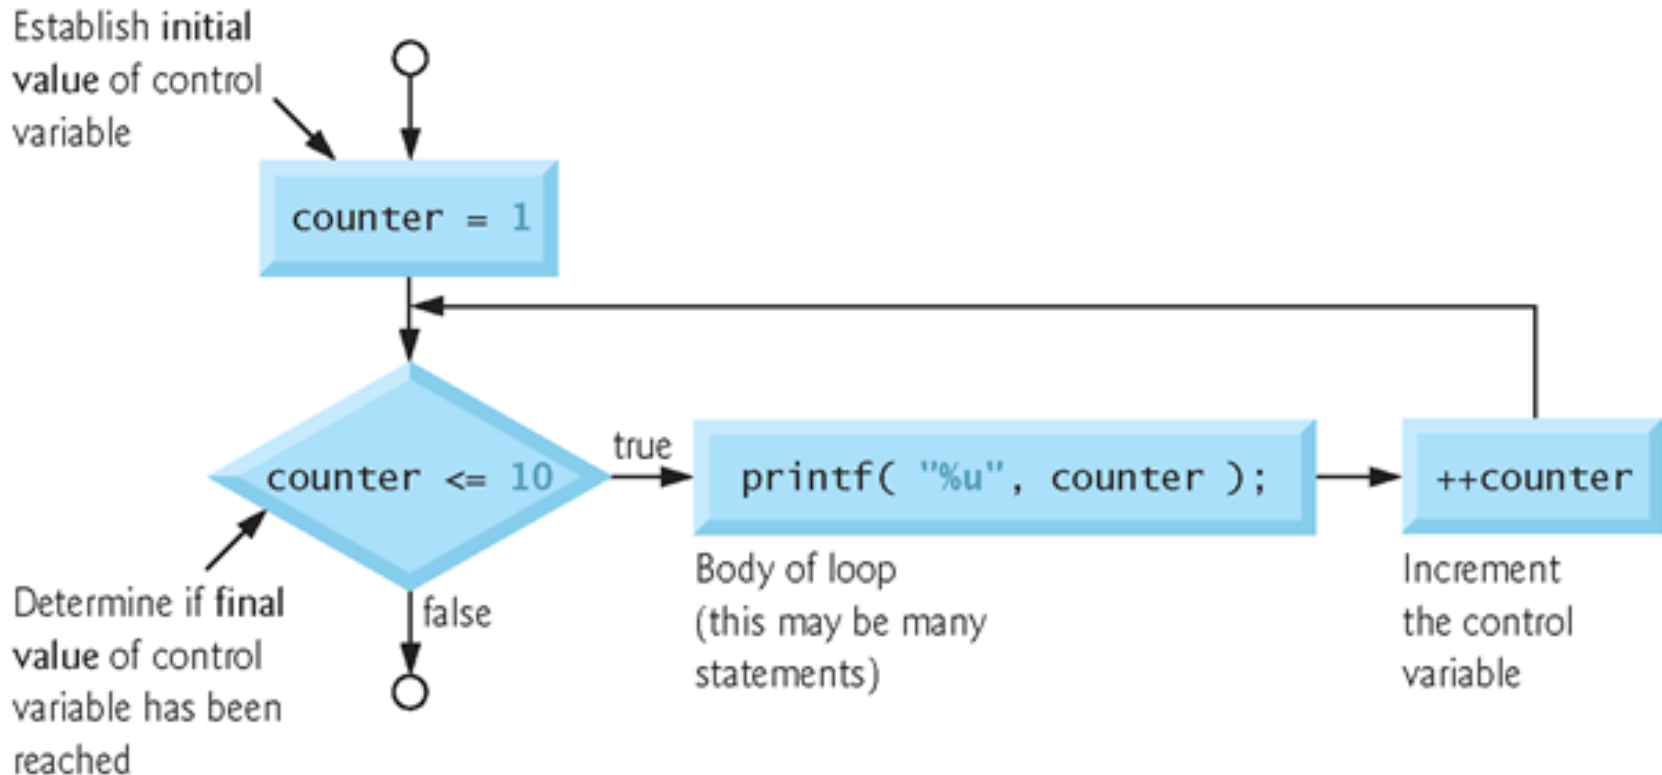 Establish initial
value of control
variable
counter = 1
counter <= 10
true
printf( "%u", counter );
++counter
Body of loop
(this may be many
statements)
Increment
the control
variable
false
Determine if final
value of control
variable has been
reached